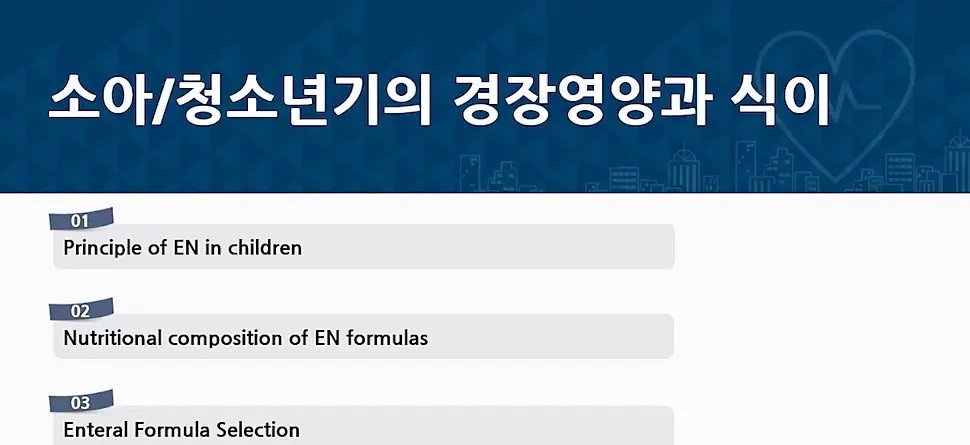 소아/청소년기의 경장영양과 식이
01
Principle of EN in children
02
Nutritional composition of EN formulas
03
Enteral Formula Selection